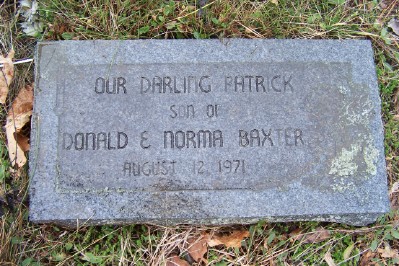 OUR DARLING PATRICK
SON OF
DONALD E NORMA BAXTER
AUGUST 12, 1971